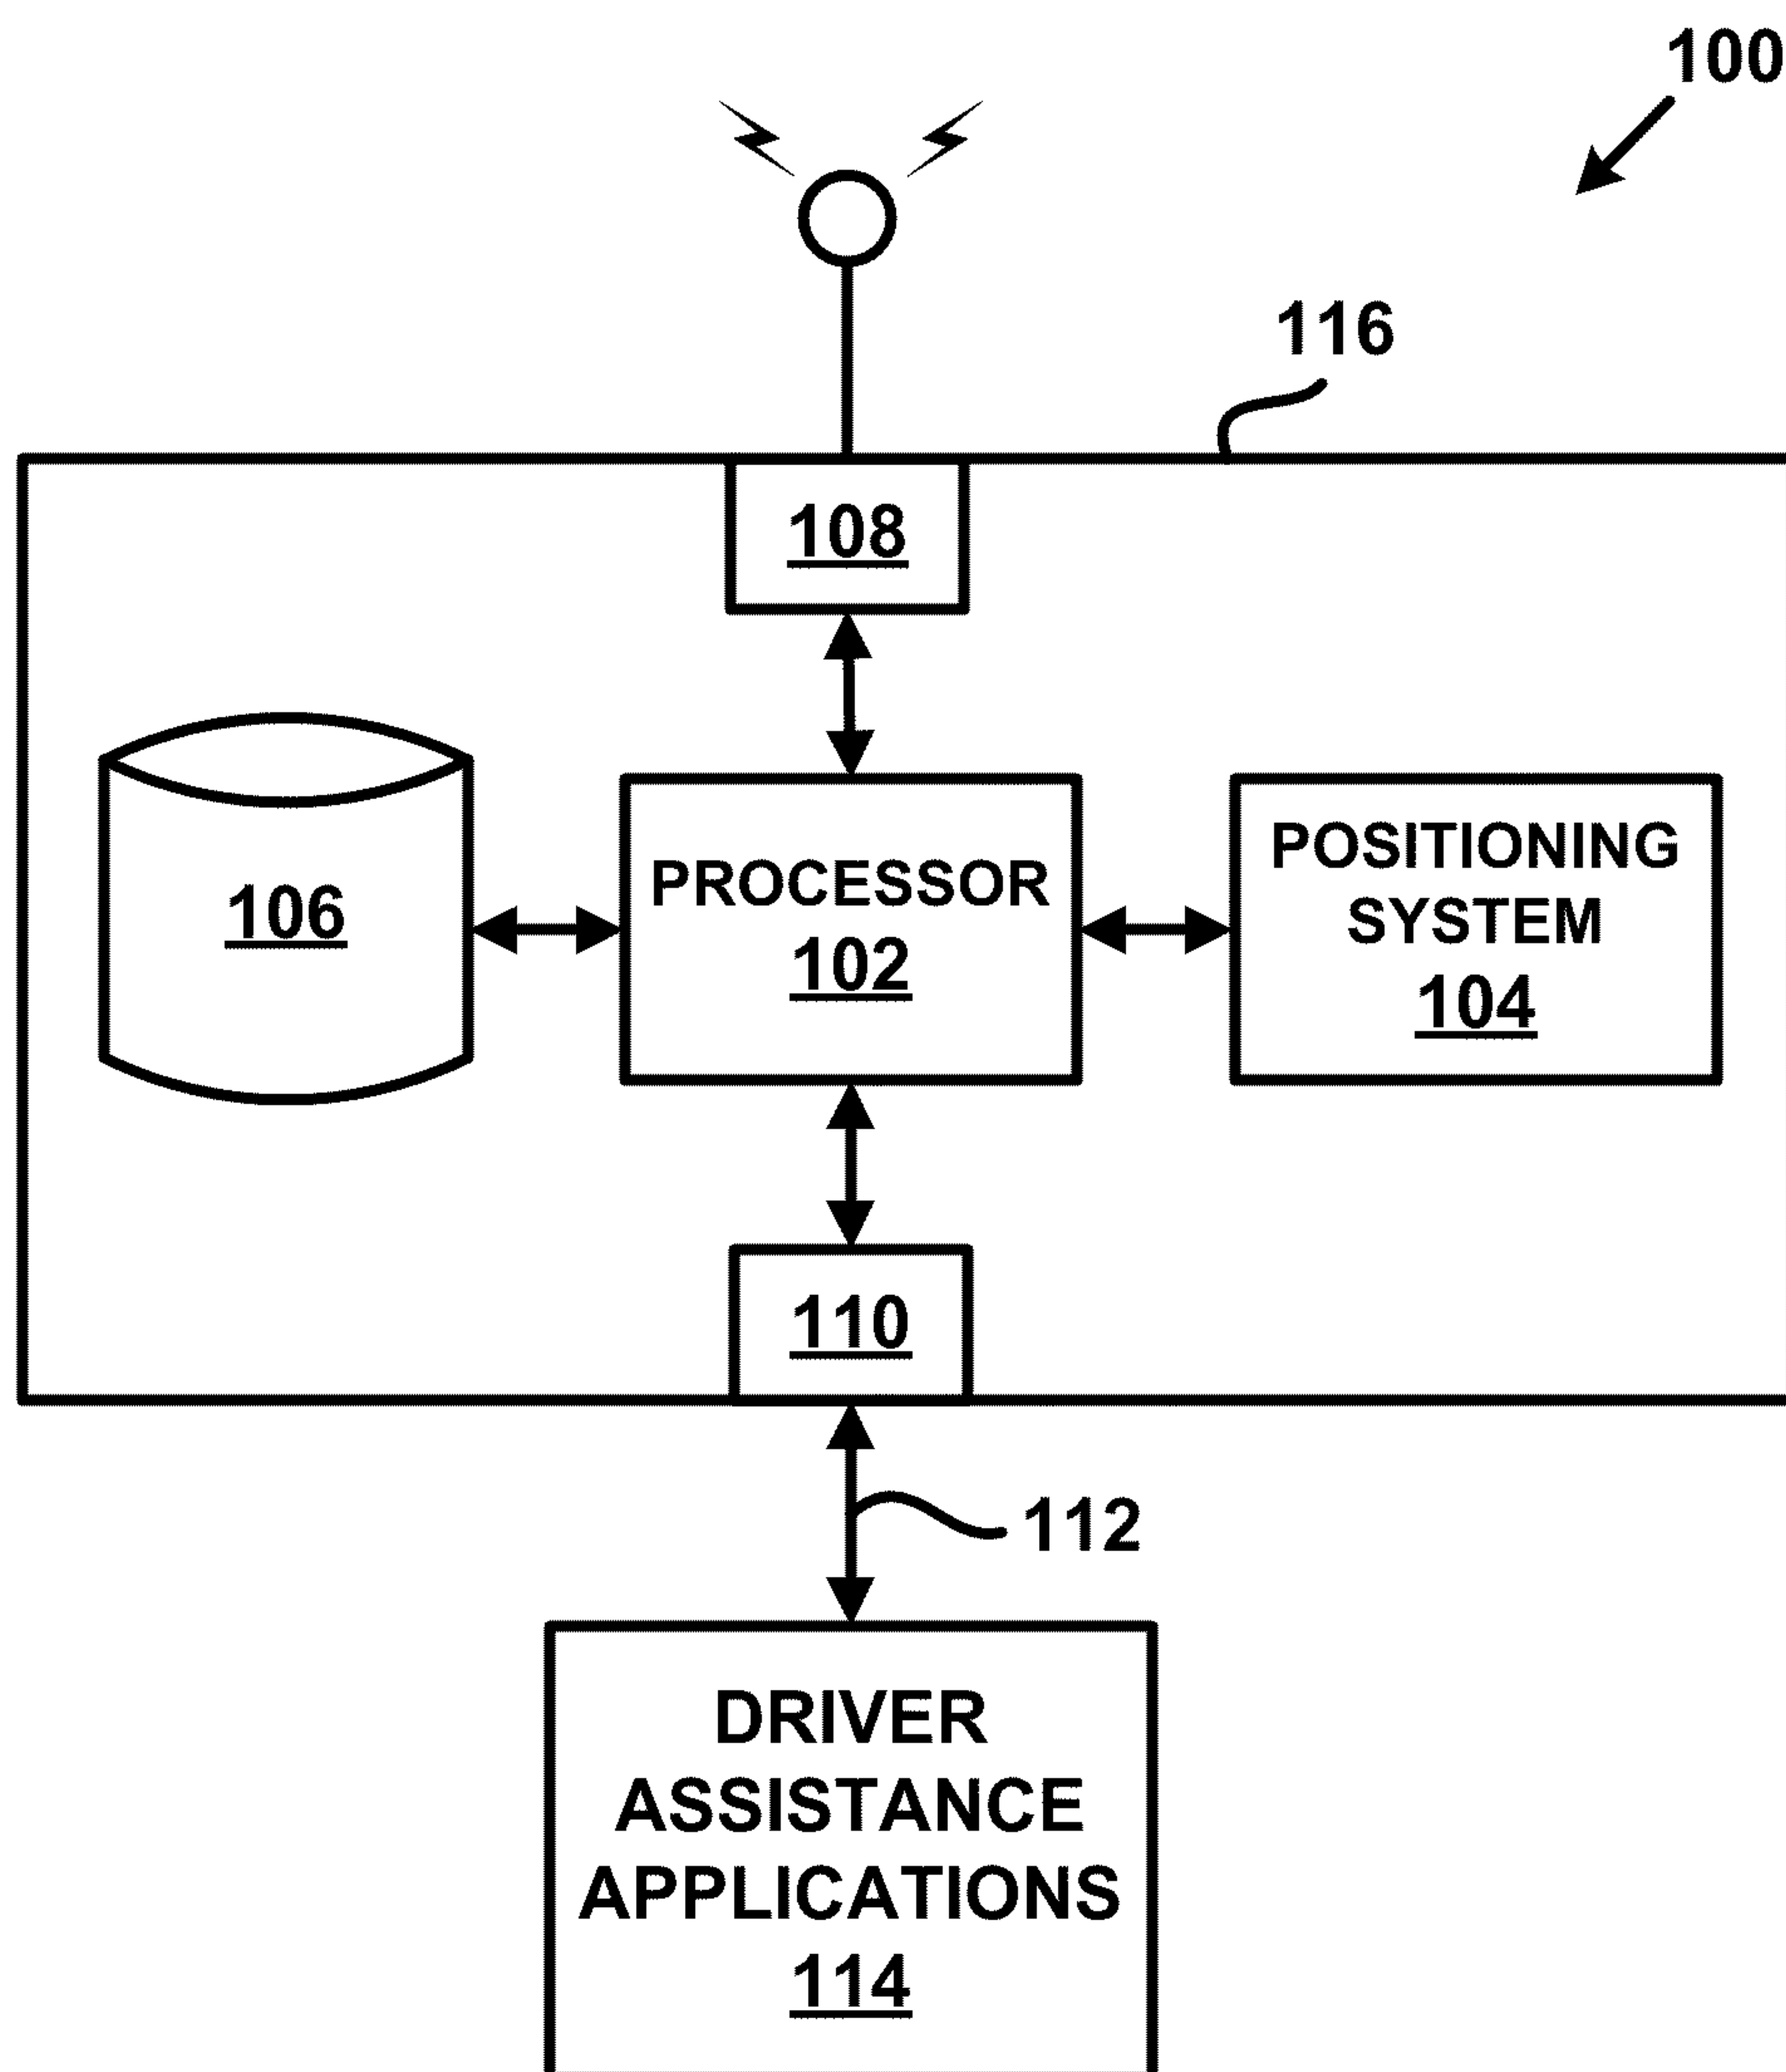 100
116
108
106
PROCESSOR
102
POSITIONING
SYSTEM
104
110
112
DRIVER
ASSISTANCE
APPLICATIONS
114